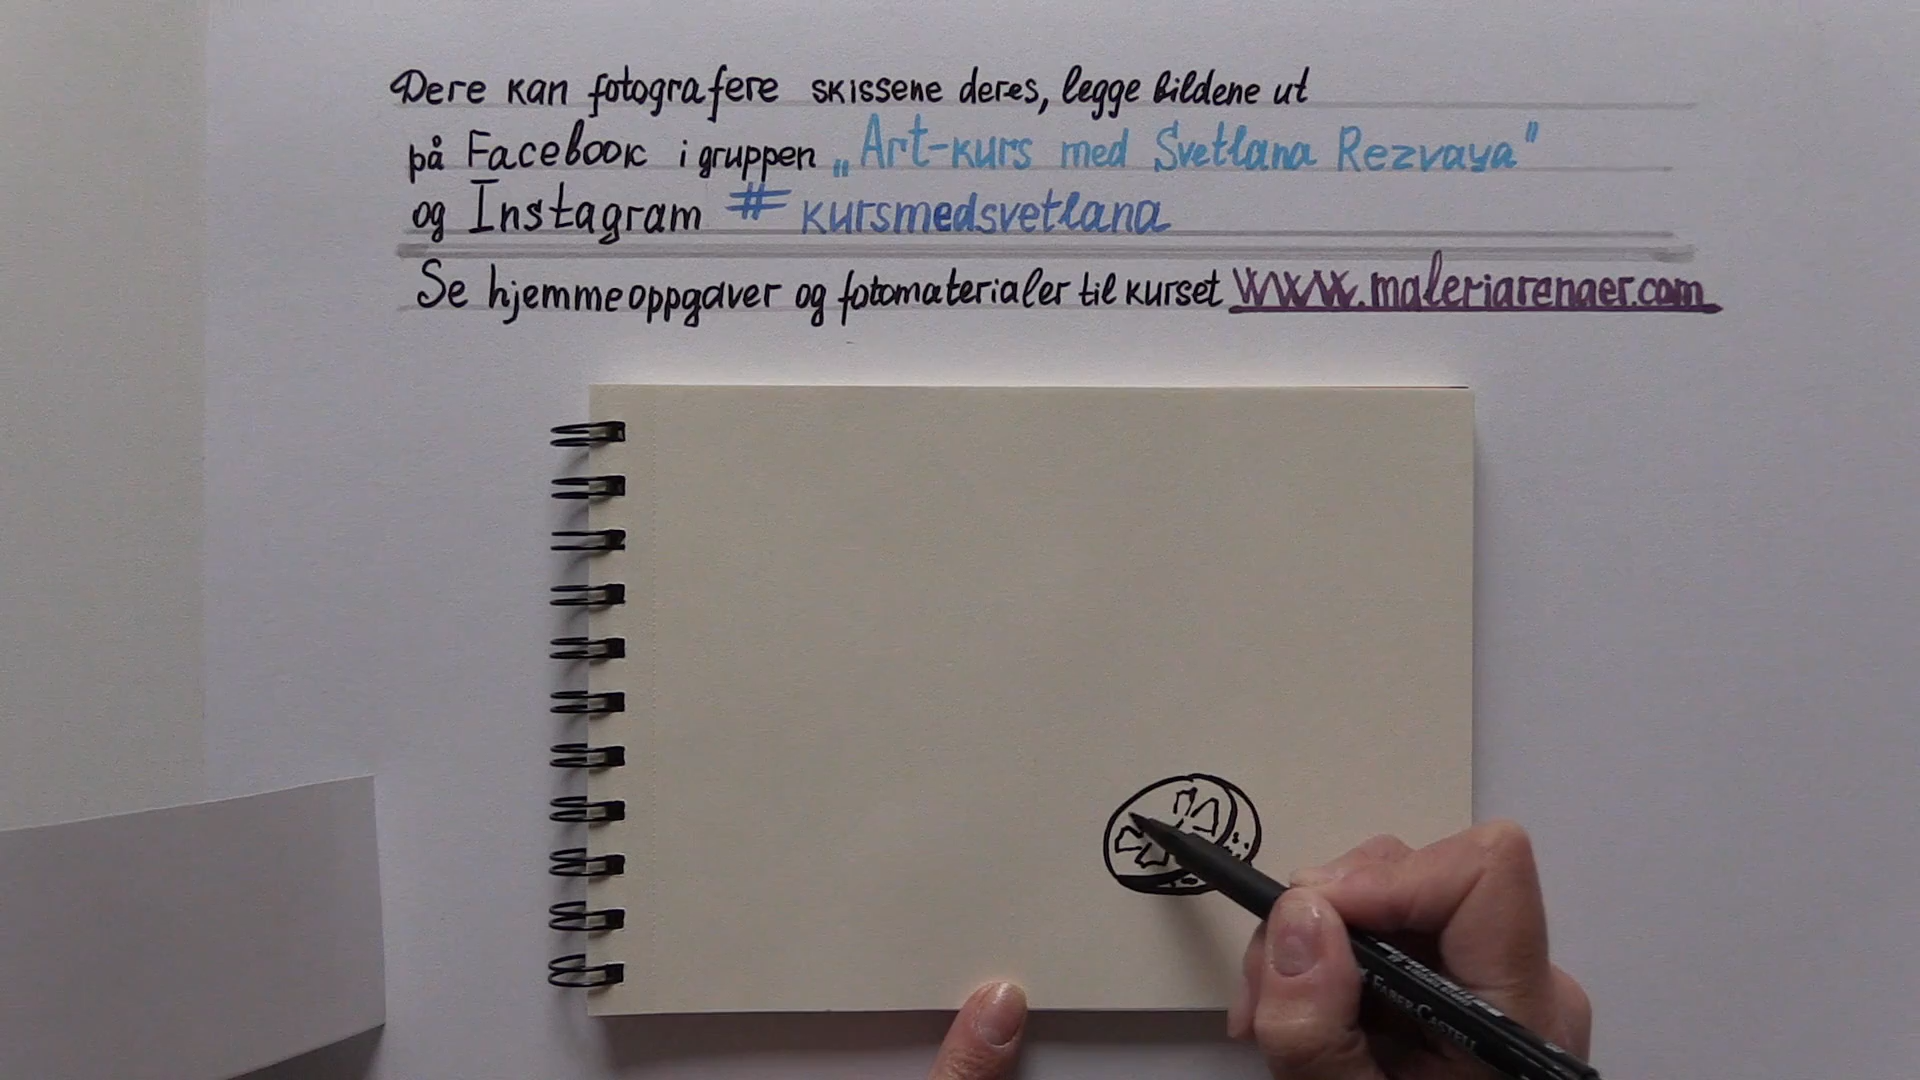 Dere kan fotografere skissene deres, legge bildene ut
på Facebook i gruppen „Art-kurs med Svetlana Rezvaya”
og Instagram #kursmedsvetlana
Se hjemmeoppgaver og fotomaterialer til kurset www.maleriarenaer.com
FABER-CASTELL